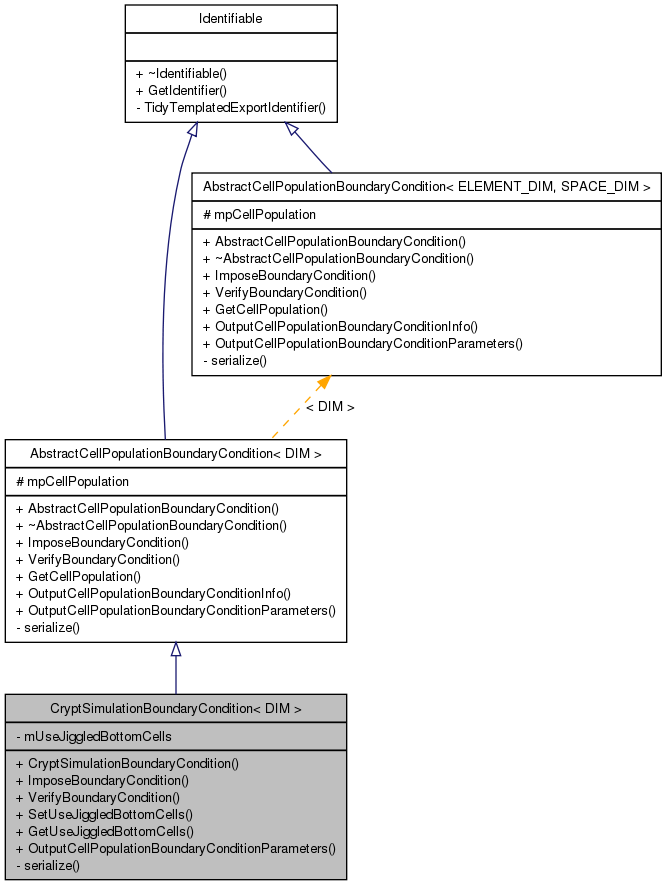 Identifiable
+ ~Identifiable()
+ GetIdentifier()
- TidyTemplatedExportIdentifier()
AbstractCellPopulationBoundaryCondition< ELEMENT_DIM, SPACE_DIM >
# mpCellPopulation
+ AbstractCellPopulationBoundaryCondition()
+ ~AbstractCellPopulationBoundaryCondition()
+ ImposeBoundaryCondition()
+ VerifyBoundaryCondition()
+ GetCellPopulation()
+ OutputCellPopulationBoundaryConditionInfo()
+ OutputCellPopulationBoundaryConditionParameters()
- serialize()
< DIM >
AbstractCellPopulationBoundaryCondition< DIM >
# mpCellPopulation
+ AbstractCellPopulationBoundaryCondition()
+ ~AbstractCellPopulationBoundaryCondition()
+ ImposeBoundaryCondition()
+ VerifyBoundaryCondition()
+ GetCellPopulation()
+ OutputCellPopulationBoundaryConditionInfo()
+ OutputCellPopulationBoundaryConditionParameters()
- serialize()
CryptSimulationBoundaryCondition< DIM >
- mUseJiggledBottomCells
+ CryptSimulationBoundaryCondition()
+ ImposeBoundaryCondition()
+ VerifyBoundaryCondition()
+ SetUseJiggledBottomCells()
+ GetUseJiggledBottomCells()
+ OutputCellPopulationBoundaryConditionParameters()
- serialize()